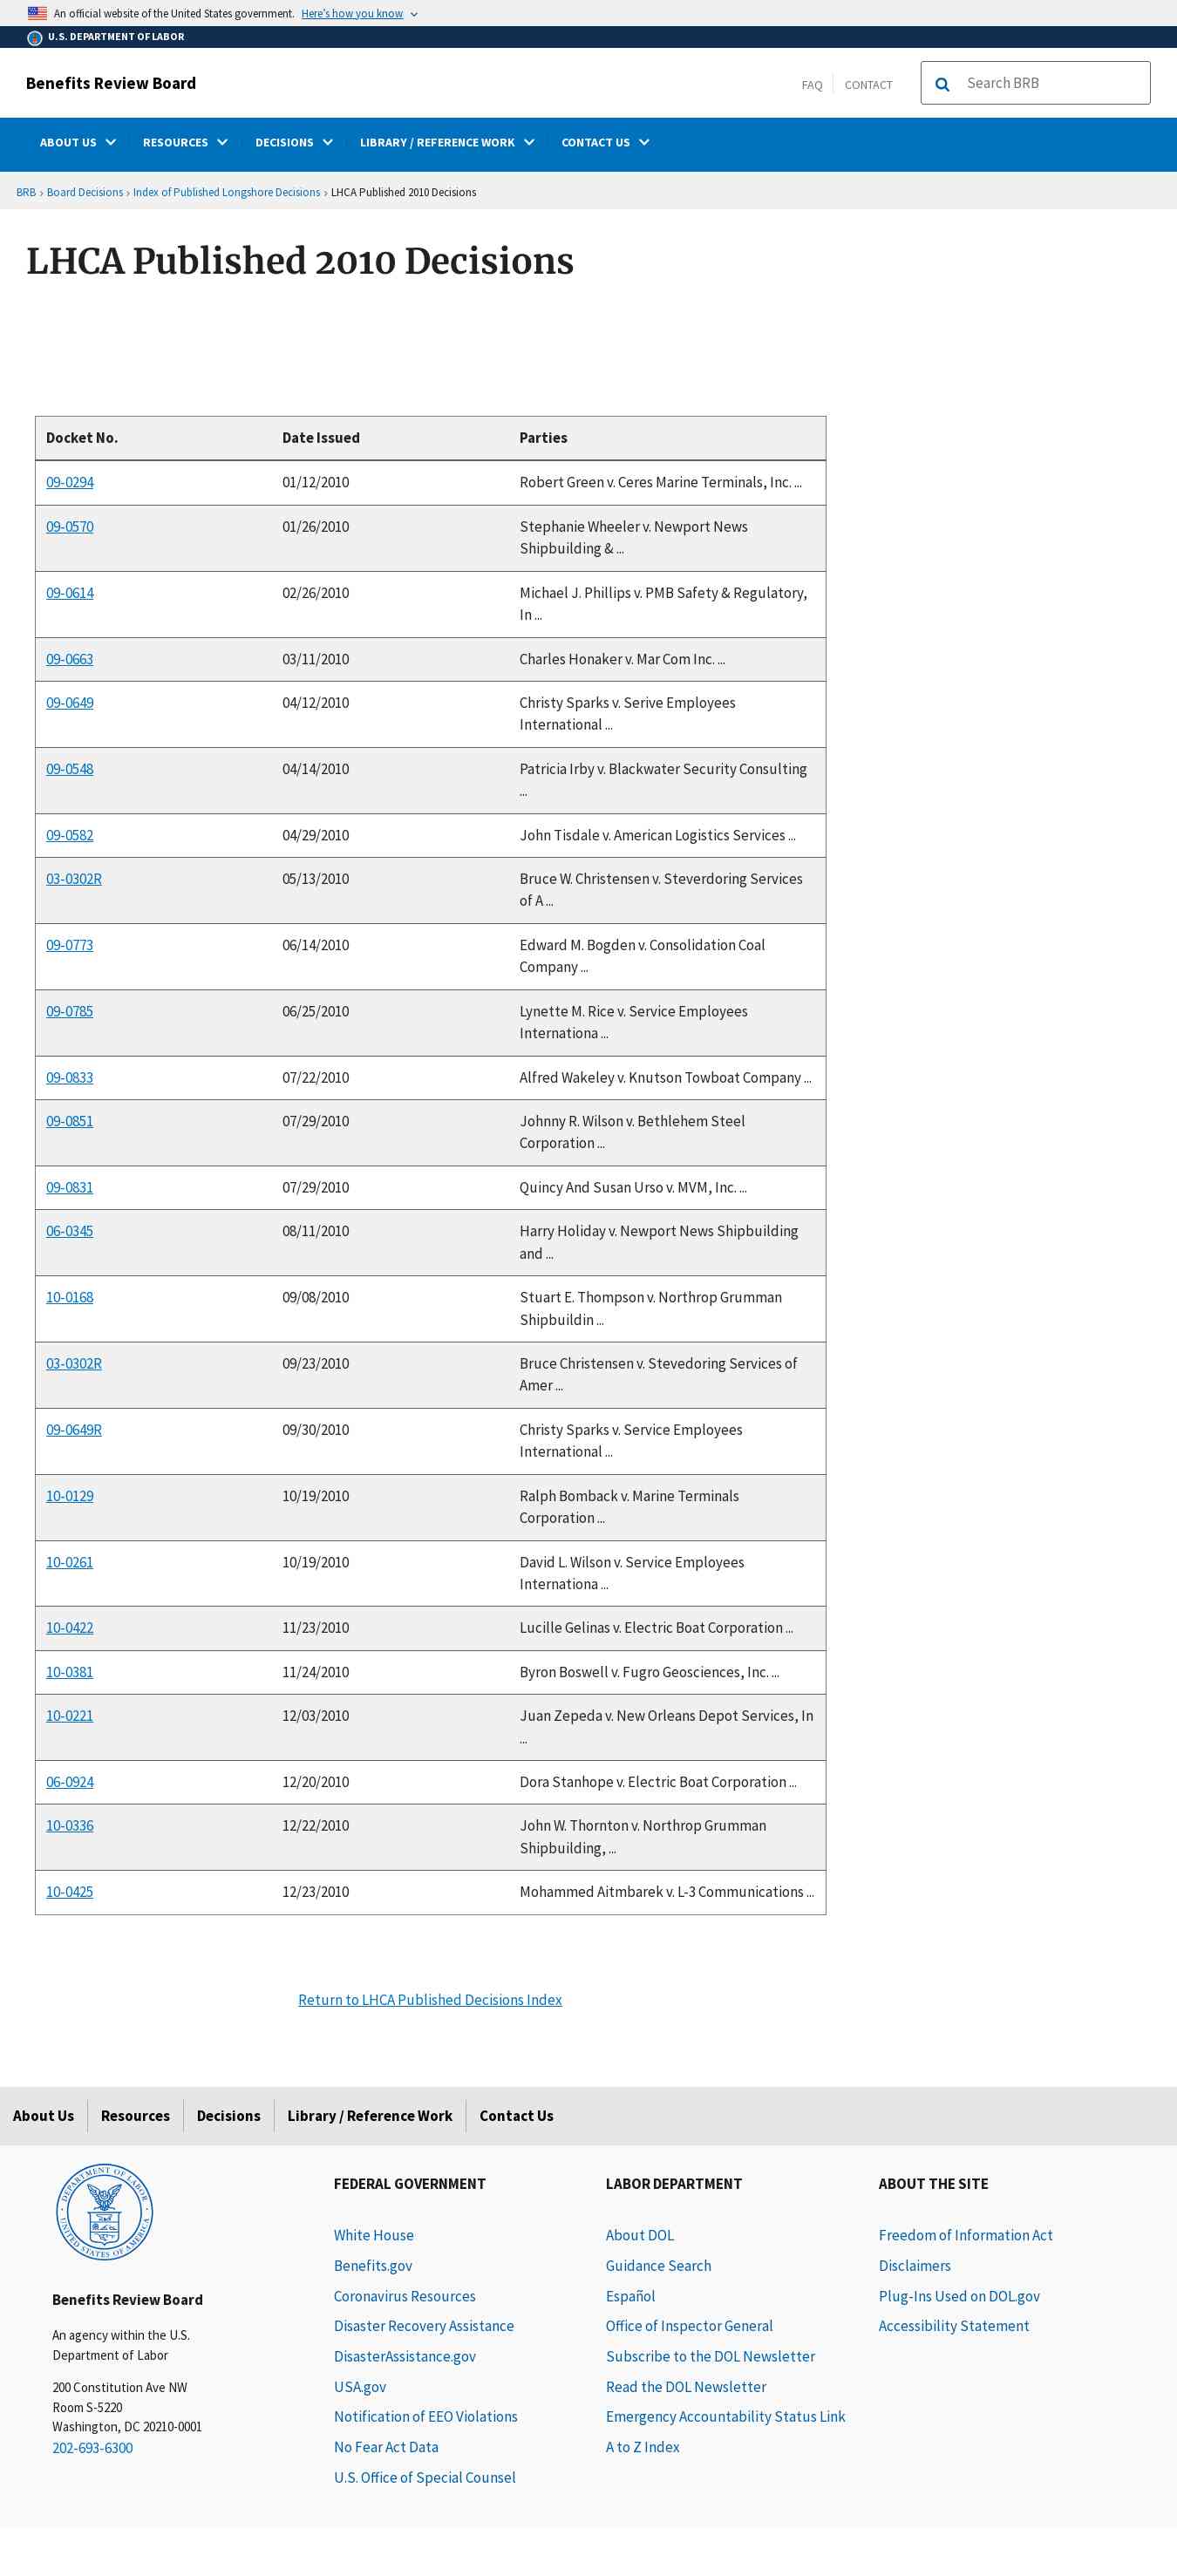 An official website of the United States government. Here's how you know
U.S. DEPARTMENT OF LABOR
Benefits Review Board
FAQ CONTACT Search BRB
ABOUT US RESOURCES DECISIONS LIBRARY / REFERENCE WORK CONTACT US
BRB › Board Decisions › Index of Published Longshore Decisions › LHCA Published 2010 Decisions
LHCA Published 2010 Decisions
Docket No. Date Issued Parties
09-0294 01/12/2010 Robert Green v. Ceres Marine Terminals, Inc. ...
09-0570 01/26/2010 Stephanie Wheeler v. Newport News
Shipbuilding & ...
09-0614 02/26/2010 Michael J. Phillips v. PMB Safety & Regulatory,
In ...
09-0663 03/11/2010 Charles Honaker v. Mar Com Inc. ...
09-0649 04/12/2010 Christy Sparks v. Serive Employees
International ...
09-0548 04/14/2010 Patricia Irby v. Blackwater Security Consulting
...
09-0582 04/29/2010 John Tisdale v. American Logistics Services ...
03-0302R 05/13/2010 Bruce W. Christensen v. Steverdoring Services
of A ...
09-0773 06/14/2010 Edward M. Bogden v. Consolidation Coal
Company ...
09-0785 06/25/2010 Lynette M. Rice v. Service Employees
Internationa ...
09-0833 07/22/2010 Alfred Wakeley v. Knutson Towboat Company ...
09-0851 07/29/2010 Johnny R. Wilson v. Bethlehem Steel
Corporation ...
09-0831 07/29/2010 Quincy And Susan Urso v. MVM, Inc. ...
06-0345 08/11/2010 Harry Holiday v. Newport News Shipbuilding
and ...
10-0168 09/08/2010 Stuart E. Thompson v. Northrop Grumman
Shipbuildin ...
03-0302R 09/23/2010 Bruce Christensen v. Stevedoring Services of
Amer ...
09-0649R 09/30/2010 Christy Sparks v. Service Employees
International ...
10-0129 10/19/2010 Ralph Bomback v. Marine Terminals
Corporation ...
10-0261 10/19/2010 David L. Wilson v. Service Employees
Internationa ...
10-0422 11/23/2010 Lucille Gelinas v. Electric Boat Corporation ...
10-0381 11/24/2010 Byron Boswell v. Fugro Geosciences, Inc. ...
10-0221 12/03/2010 Juan Zepeda v. New Orleans Depot Services, In
...
06-0924 12/20/2010 Dora Stanhope v. Electric Boat Corporation ...
10-0336 12/22/2010 John W. Thornton v. Northrop Grumman
Shipbuilding, ...
10-0425 12/23/2010 Mohammed Aitmbarek v. L-3 Communications ...
Return to LHCA Published Decisions Index
About Us Resources Decisions Library / Reference Work Contact Us
DEPARTMENT OF LABOR
UNITED STATES OF AMERICA
Benefits Review Board
An agency within the U.S.
Department of Labor
200 Constitution Ave NW
Room S-5220
Washington, DC 20210-0001
202-693-6300
FEDERAL GOVERNMENT
White House
Benefits.gov
Coronavirus Resources
Disaster Recovery Assistance
DisasterAssistance.gov
USA.gov
Notification of EEO Violations
No Fear Act Data
U.S. Office of Special Counsel
LABOR DEPARTMENT
About DOL
Guidance Search
Español
Office of Inspector General
Subscribe to the DOL Newsletter
Read the DOL Newsletter
Emergency Accountability Status Link
A to Z Index
ABOUT THE SITE
Freedom of Information Act
Disclaimers
Plug-Ins Used on DOL.gov
Accessibility Statement